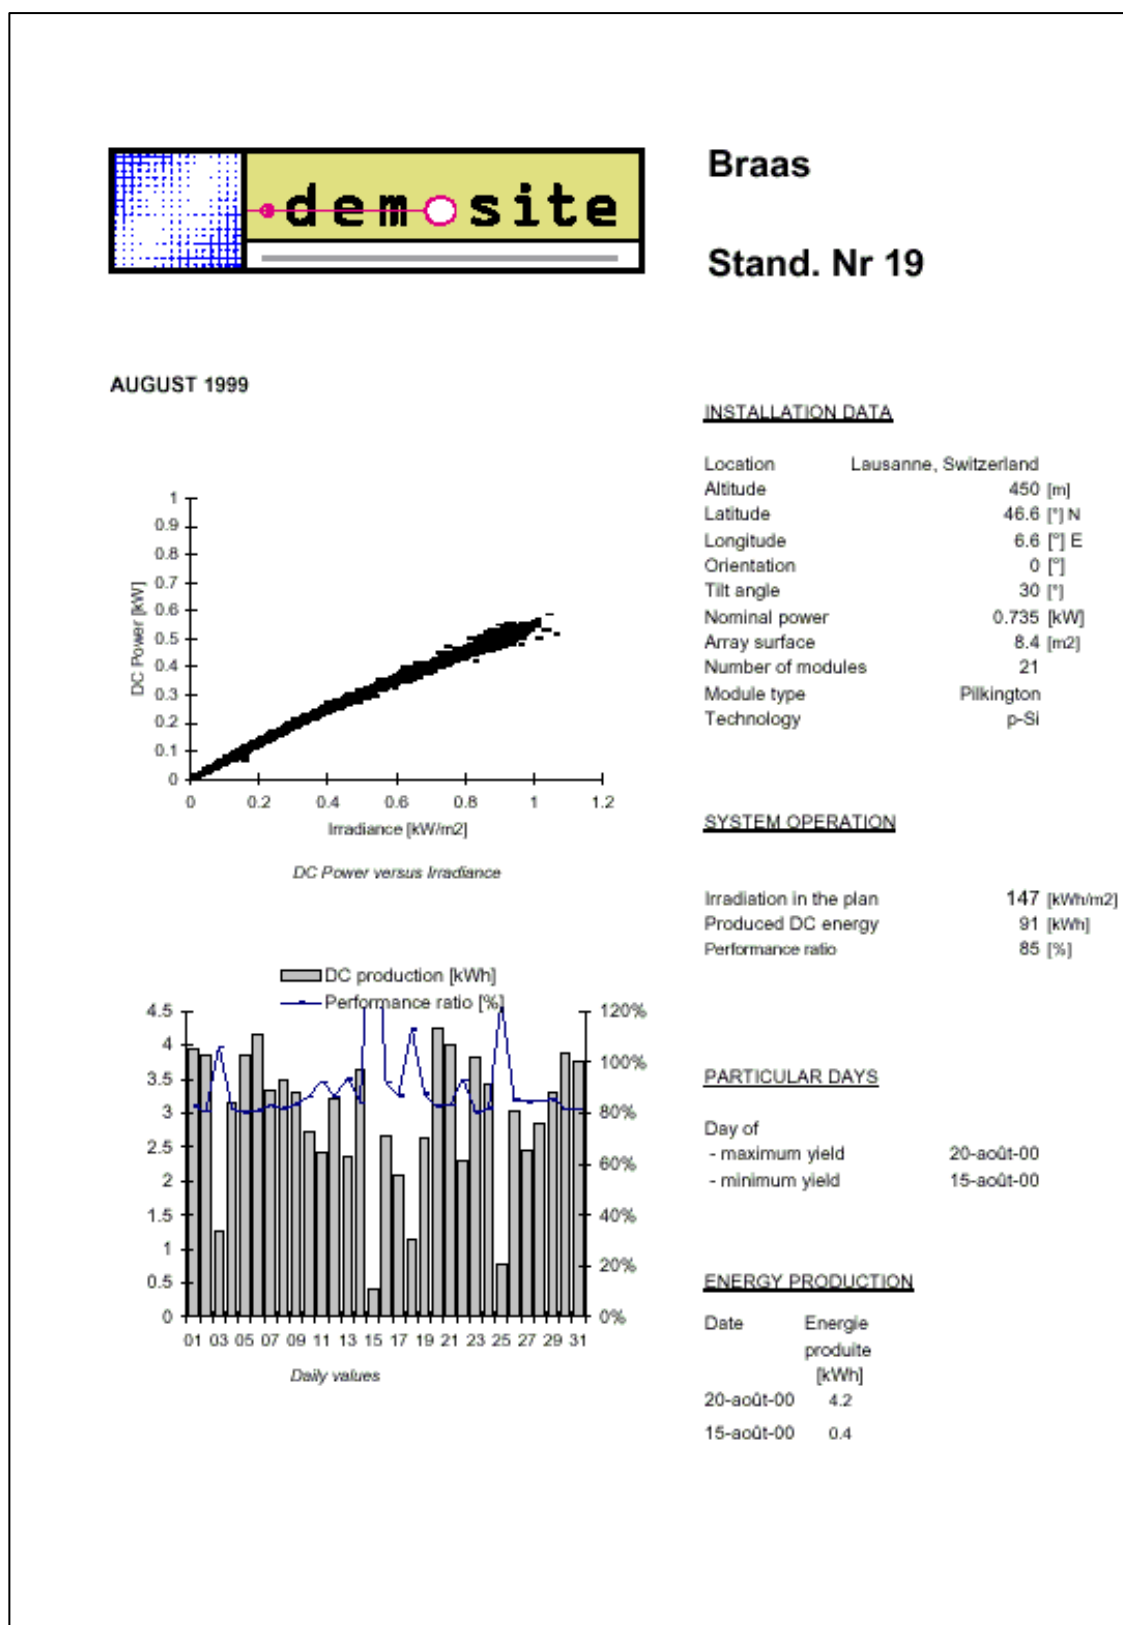 demosite
Braas
Stand. Nr 19
AUGUST 1999
1
0.9
0.8
0.7
0.6
0.5
0.4
0.3
0.2
0.1
0
DC Power [kW]
0 0.2 0.4 0.6 0.8 1 1.2
Irradiance [kW/m2]
DC Power versus Irradiance
DC production [kWh]
Performance ratio [%]
4.5
4
3.5
3
2.5
2
1.5
1
0.5
0
120%
100%
80%
60%
40%
20%
0%
01 03 05 07 09 11 13 15 17 19 21 23 25 27 29 31
Daily values
INSTALLATION DATA
Location Lausanne, Switzerland
Altitude 450 [m]
Latitude 46.6 [°] N
Longitude 6.6 [°] E
Orientation 0 [°]
Tilt angle 30 [°]
Nominal power 0.735 [kW]
Array surface 8.4 [m2]
Number of modules 21
Module type Pilkington
Technology p-Si
SYSTEM OPERATION
Irradiation in the plan 147 [kWh/m2]
Produced DC energy 91 [kWh]
Performance ratio 85 [%]
PARTICULAR DAYS
Day of
- maximum yield 20-août-00
- minimum yield 15-août-00
ENERGY PRODUCTION
Date Energie
produite
[kWh]
20-août-00 4.2
15-août-00 0.4